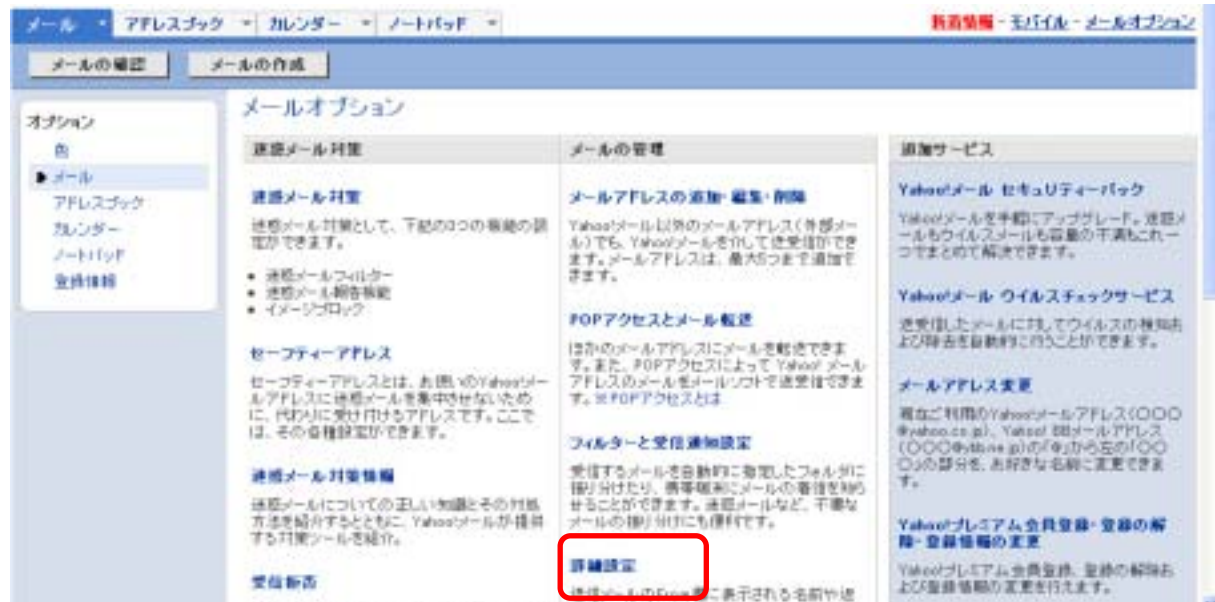 メール アドレスブック カレンダー ノートパッド
新着情報 - モバイル - メールオプション
メールの確認 メールの作成
オプション
色
メール
アドレスブック
カレンダー
ノートパッド
登録情報
メールオプション
迷惑メール対策
迷惑メール対策
迷惑メール対策として、下記の3つの機能の設
定ができます。
• 迷惑メールフィルター
• 迷惑メール報告機能
• イメージブロック
セーフティーアドレス
セーフティーアドレスとは、お使いのYahoo!メー
ルアドレスに迷惑メールを集中させないため
に、代わりに受け付けるアドレスです。ここで
は、その各種設定ができます。
迷惑メール対策情報
迷惑メールについての正しい知識とその対処
方法を紹介するとともに、Yahoo!メールが提供
する対策ツールを紹介。
受信拒否
メールの管理
メールアドレスの追加・編集・削除
Yahoo!メール以外のメールアドレス(外部メー
ル)でも、Yahoo!メールを介して送受信ができ
ます。メールアドレスは、最大5つまで追加で
きます。
POPアクセスとメール転送
ほかのメールアドレスにメールを転送できま
す。また、POPアクセスによって Yahoo! メール
アドレスのメールをメールソフトで送受信できま
す。※POPアクセスとは
フィルターと受信通知設定
受信するメールを自動的に指定したフォルダに
振り分けたり、携帯端末にメールの着信を知ら
せることができます。迷惑メールなど、不要な
メールの振り分けにも便利です。
詳細設定
送信メールのFrom欄に表示される名前や返
追加サービス
Yahoo!メール セキュリティーパック
Yahoo!メールを手軽にアップグレード。迷惑メ
ールもウイルスメールも容量の不満もこれ一
つでまとめて解決できます。
Yahoo!メール ウイルスチェックサービス
送受信したメールに対してウイルスの検知お
よび除去を自動的に行うことができます。
メールアドレス変更
現在ご利用のYahoo!メールアドレス(○○○
@yahoo.co.jp)、Yahoo! BBメールアドレス
(○○○@ybb.ne.jp)の「@」から左の「○○
○」の部分を、お好きな名前に変更できま
す。
Yahoo!プレミアム会員登録・登録の解
除・登録情報の変更
Yahoo!プレミアム会員登録、登録の解除お
よび登録情報の変更を行えます。